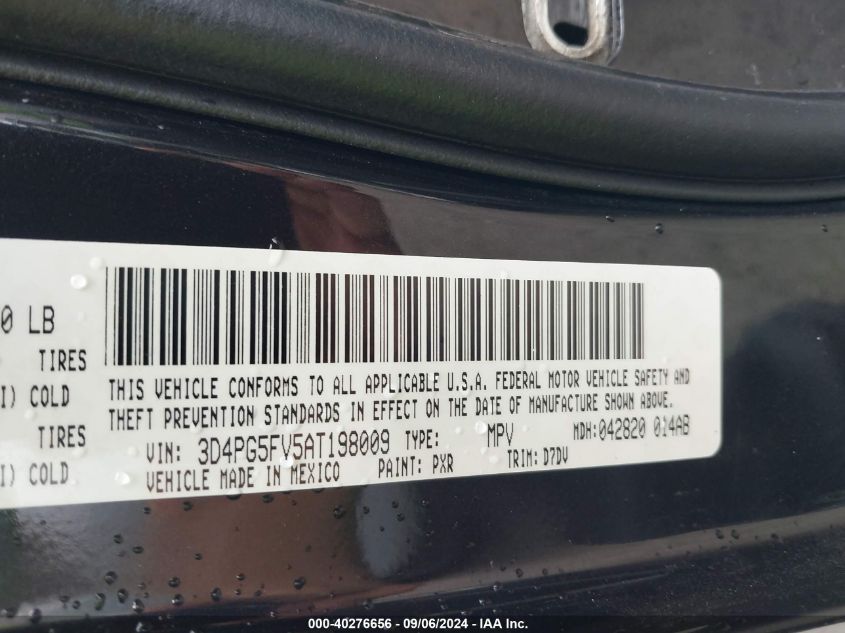 0 LB
TIRES
I) COLD
TIRES
I) COLD
THIS VEHICLE CONFORMS TO ALL APPLICABLE U.S.A. FEDERAL MOTOR VEHICLE SAFETY AND
THEFT PREVENTION STANDARDS IN EFFECT ON THE DATE OF MANUFACTURE SHOWN ABOVE.
VIN: 3D4PG5FV5AT198009 TYPE: MPV MDH:042820 014AB
VEHICLE MADE IN MEXICO PAINT: PXR TRIM: D7DV
000-40276656 - 09/06/2024 - IAA Inc.